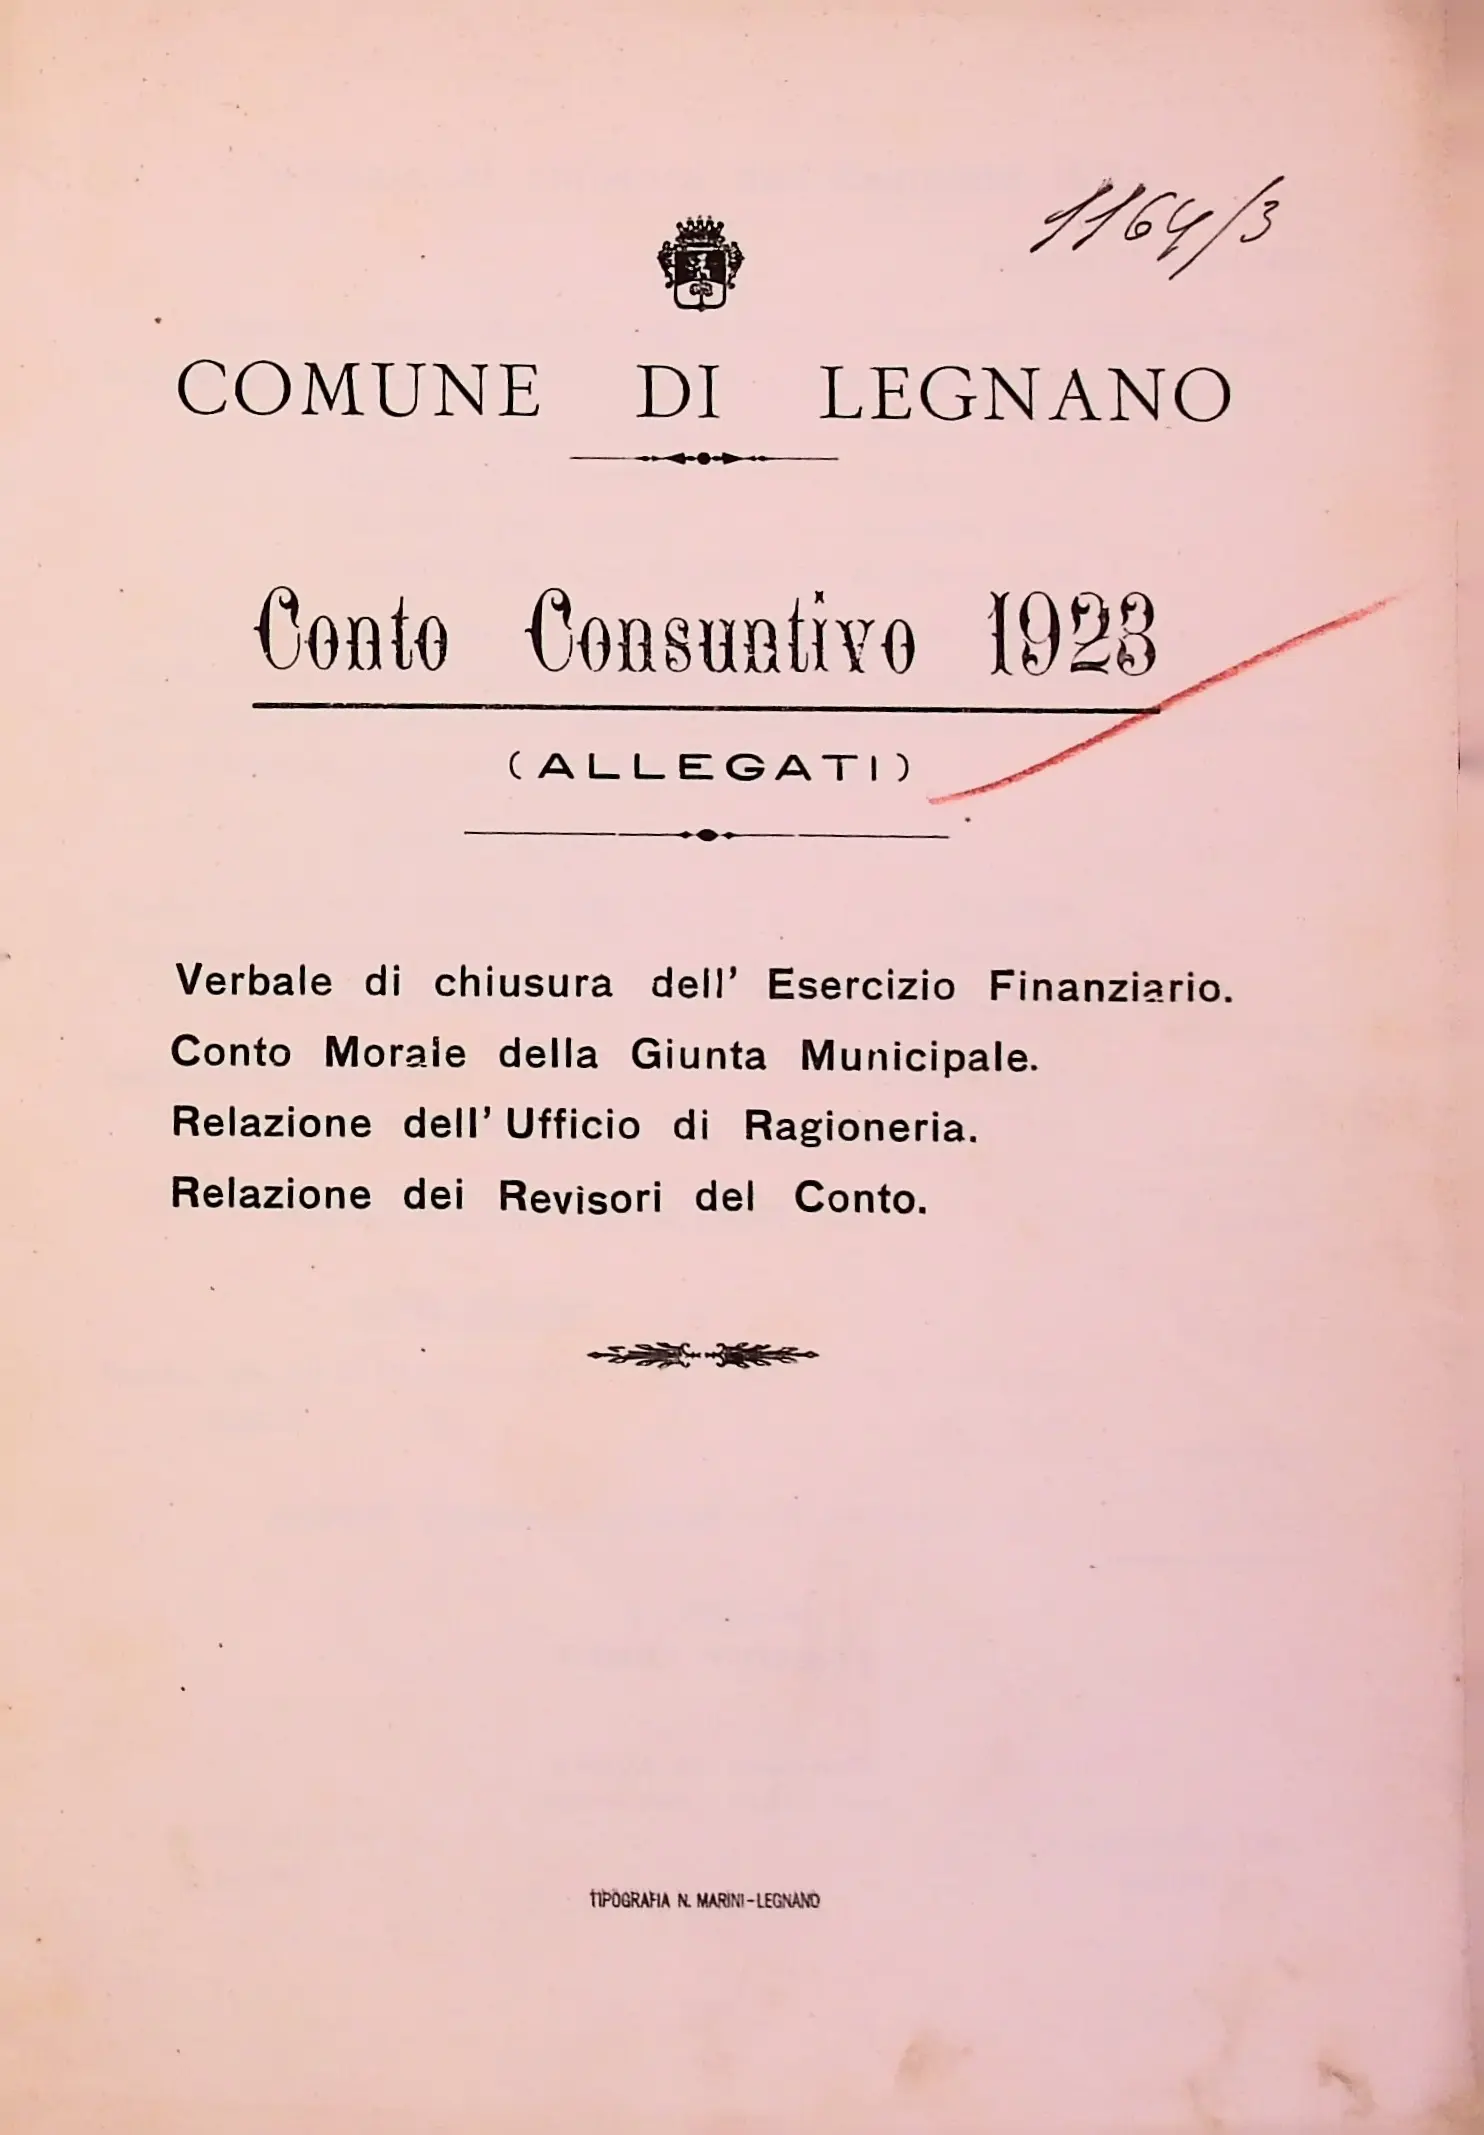 1164/3
COMUNE DI LEGNANO
Conto Consuntivo 1923
(ALLEGATI)
Verbale di chiusura dell' Esercizio Finanziario.
Conto Morale della Giunta Municipale.
Relazione dell' Ufficio di Ragioneria.
Relazione dei Revisori del Conto.
TIPOGRAFIA N. MARINI-LEGNANO